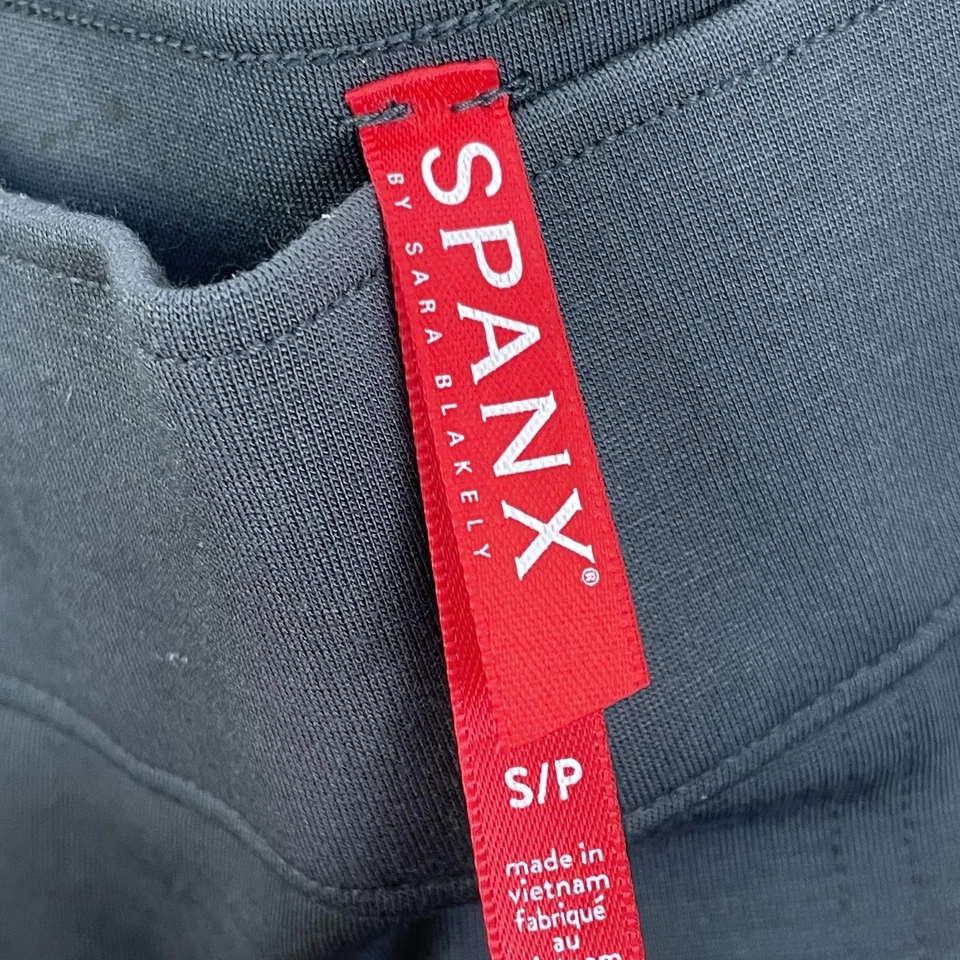 SPANX®
BY SARA BLAKELY
S/P
made in
vietnam
fabriqué
au